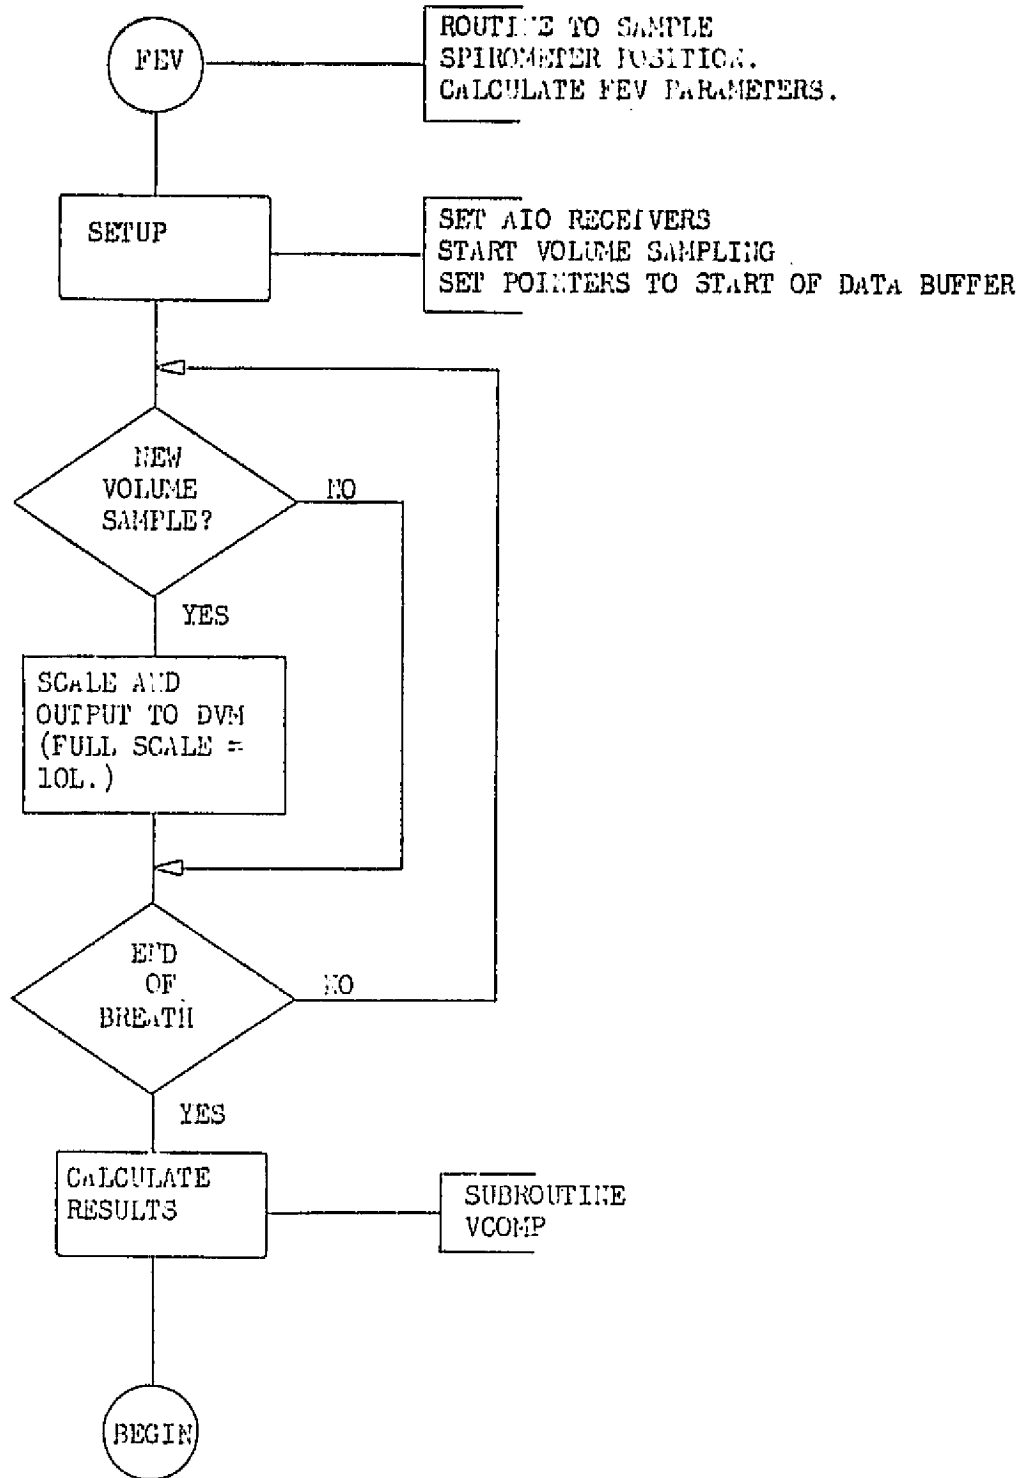 FEV
ROUTINE TO SAMPLE
SPIROMETER POSITION.
CALCULATE FEV PARAMETERS.
SETUP
SET AIO RECEIVERS
START VOLUME SAMPLING
SET POINTERS TO START OF DATA BUFFER
NEW
VOLUME
SAMPLE?
NO
YES
SCALE AND
OUTPUT TO DVM
(FULL SCALE =
10L.)
END
OF
BREATH
NO
YES
CALCULATE
RESULTS
SUBROUTINE
VCOMP
BEGIN